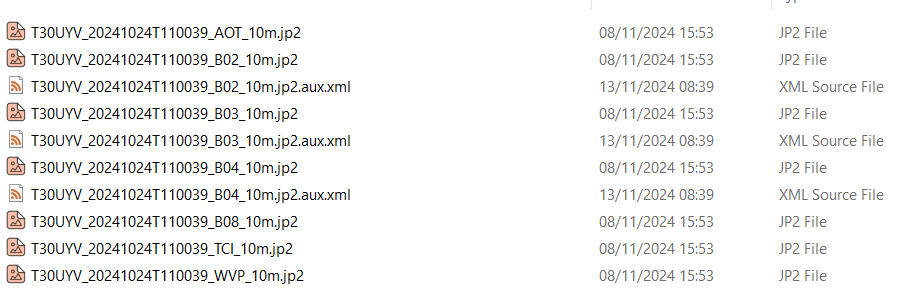 T30UYV_20241024T110039_AOT_10m.jp2 08/11/2024 15:53 JP2 File
T30UYV_20241024T110039_B02_10m.jp2 08/11/2024 15:53 JP2 File
T30UYV_20241024T110039_B02_10m.jp2.aux.xml 13/11/2024 08:39 XML Source File
T30UYV_20241024T110039_B03_10m.jp2 08/11/2024 15:53 JP2 File
T30UYV_20241024T110039_B03_10m.jp2.aux.xml 13/11/2024 08:39 XML Source File
T30UYV_20241024T110039_B04_10m.jp2 08/11/2024 15:53 JP2 File
T30UYV_20241024T110039_B04_10m.jp2.aux.xml 13/11/2024 08:39 XML Source File
T30UYV_20241024T110039_B08_10m.jp2 08/11/2024 15:53 JP2 File
T30UYV_20241024T110039_TCI_10m.jp2 08/11/2024 15:53 JP2 File
T30UYV_20241024T110039_WVP_10m.jp2 08/11/2024 15:53 JP2 File